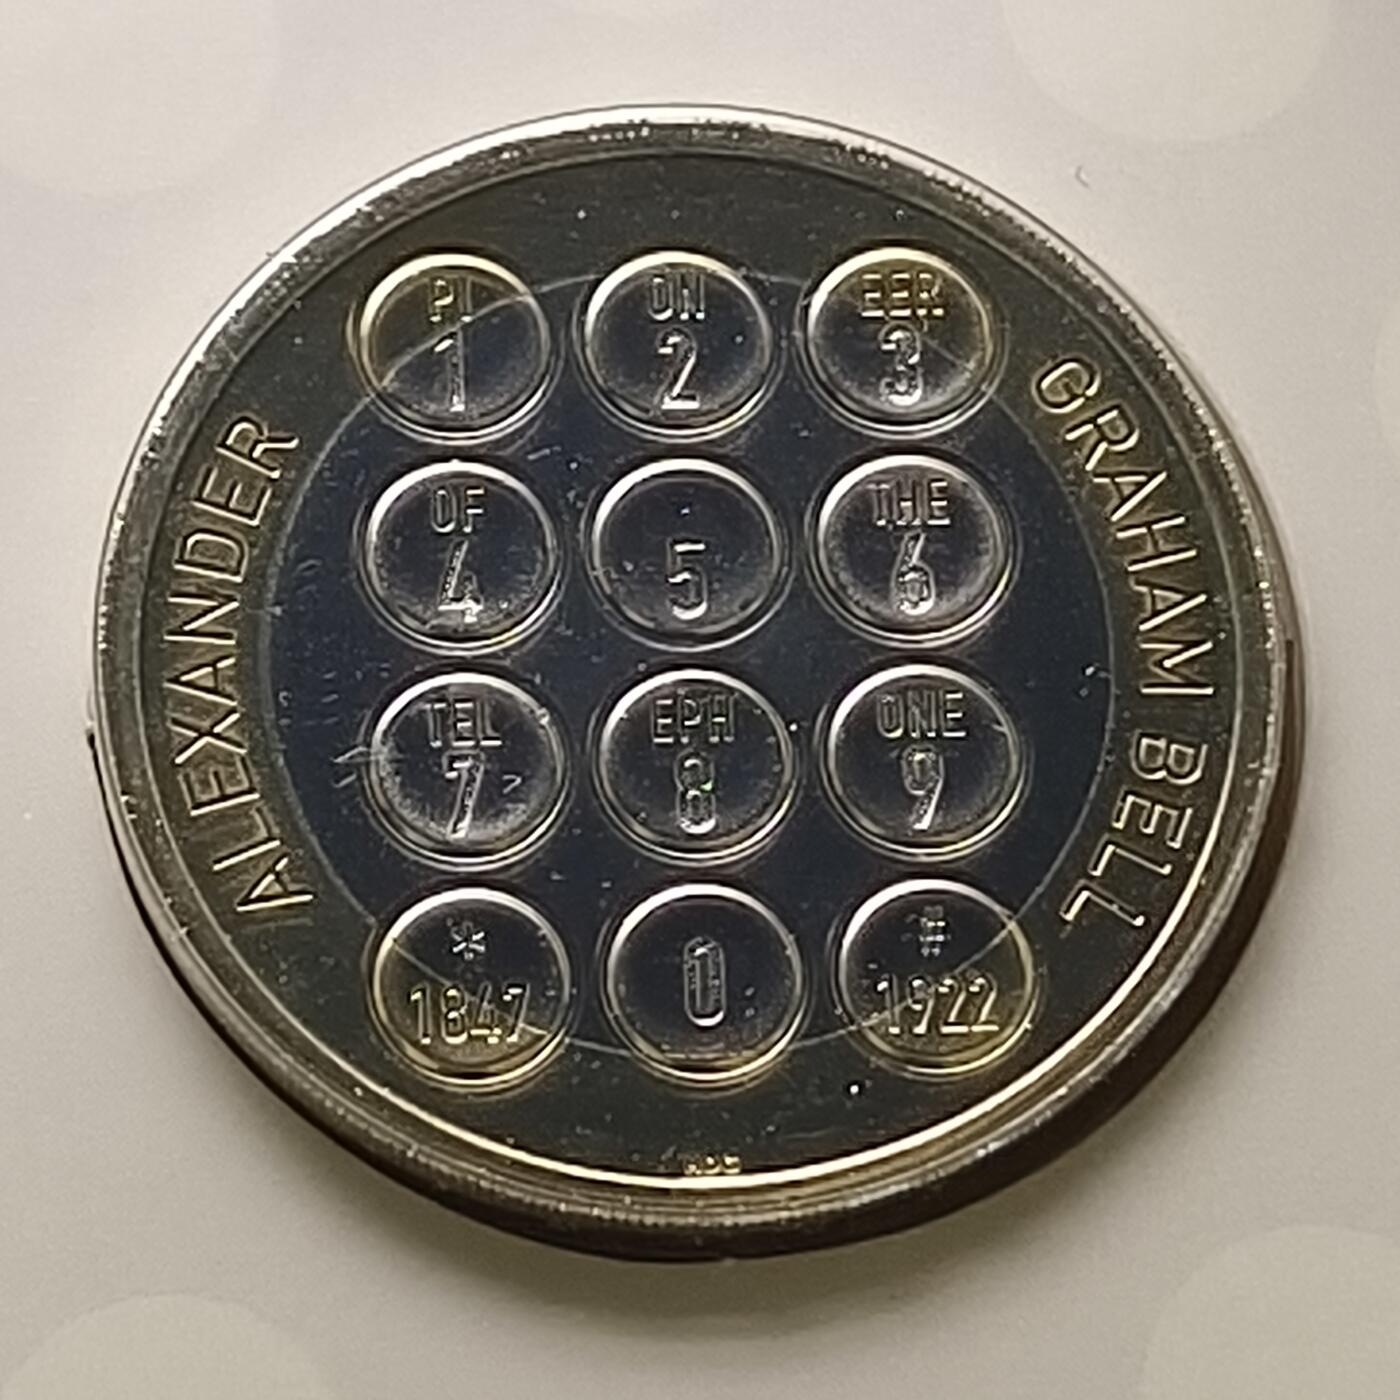 ALEXANDER
GRAHAM BELL
PI ON EER
1 2 3
OF · THE
4 5 6
TEL EPH ONE
7 8 9
* 0 #
1847 1922